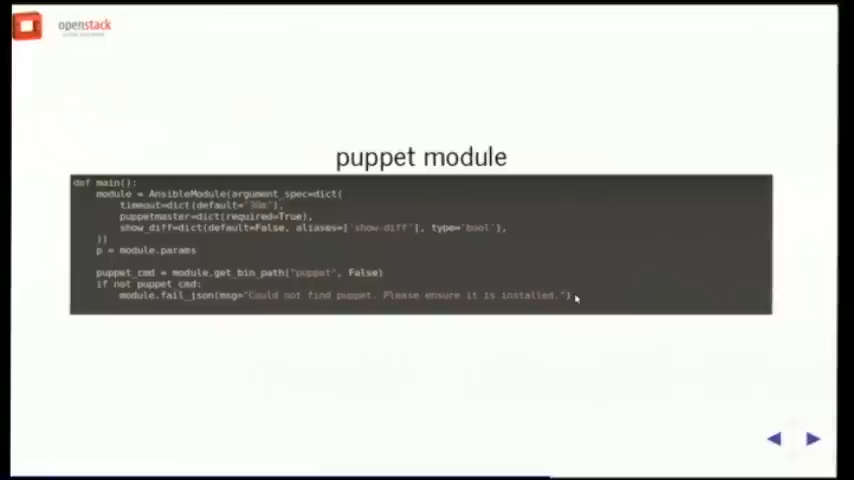 openstack
puppet module
def main():
    module = AnsibleModule(argument_spec=dict(
        timeout=dict(default="30m"),
        puppetmaster=dict(required=True),
        show_diff=dict(default=False, aliases=['show-diff'], type='bool'),
    ))
    p = module.params
    puppet_cmd = module.get_bin_path("puppet", False)
    if not puppet_cmd:
        module.fail_json(msg="Could not find puppet. Please ensure it is installed.")